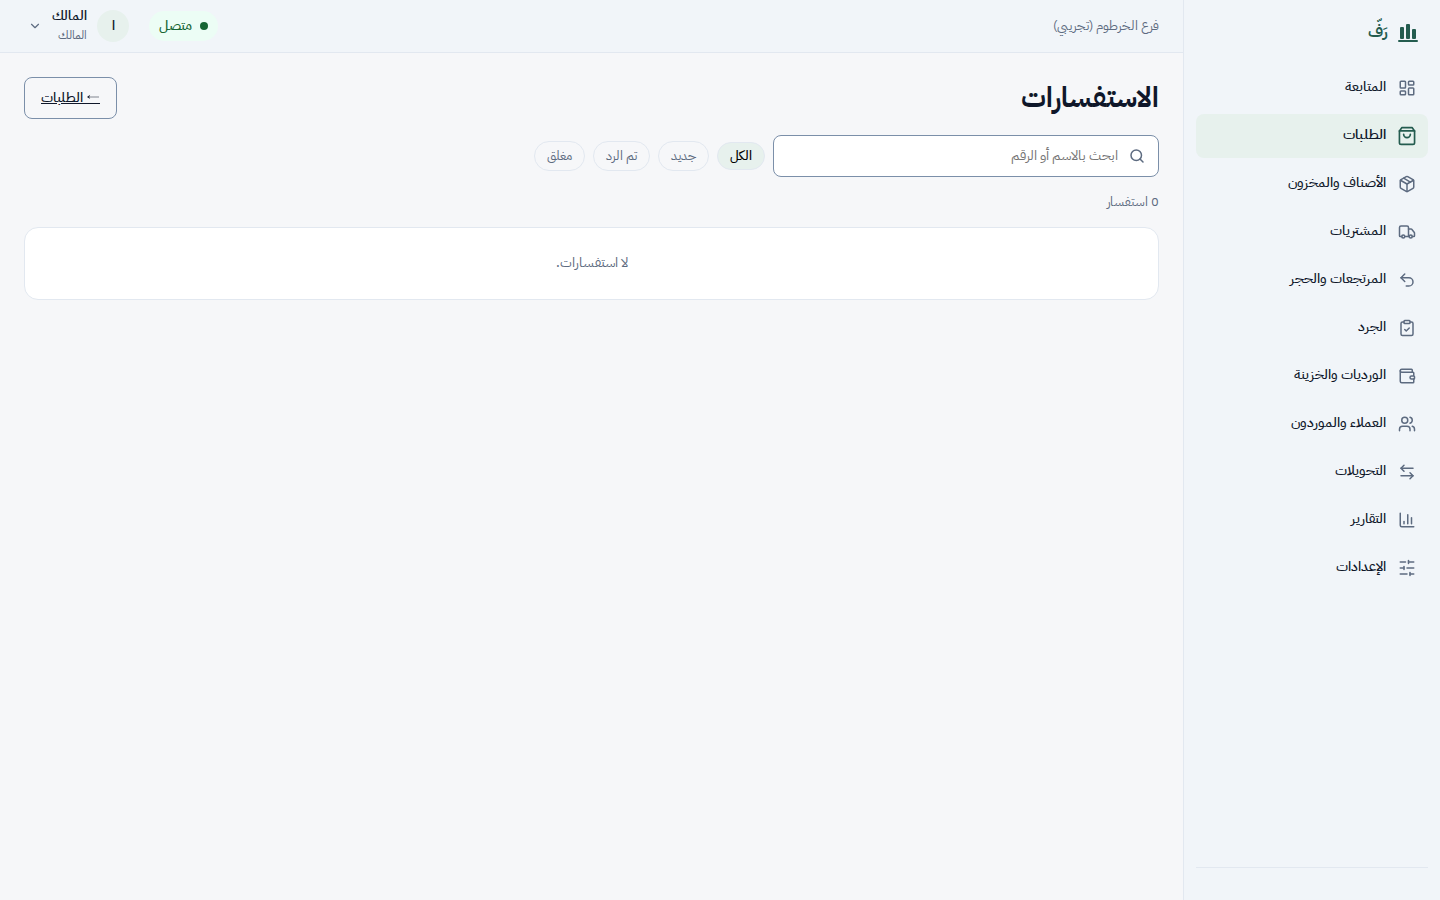 رَفّ
المتابعة
الطلبات
الأصناف والمخزون
المشتريات
المرتجعات والحجر
الجرد
الورديات والخزينة
العملاء والموردون
التحويلات
التقارير
الإعدادات
فرع الخرطوم (تجريبي)
متصل
ا
المالك
المالك
الاستفسارات
← الطلبات
ابحث بالاسم أو الرقم
الكل
جديد
تم الرد
مغلق
0 استفسار
لا استفسارات.